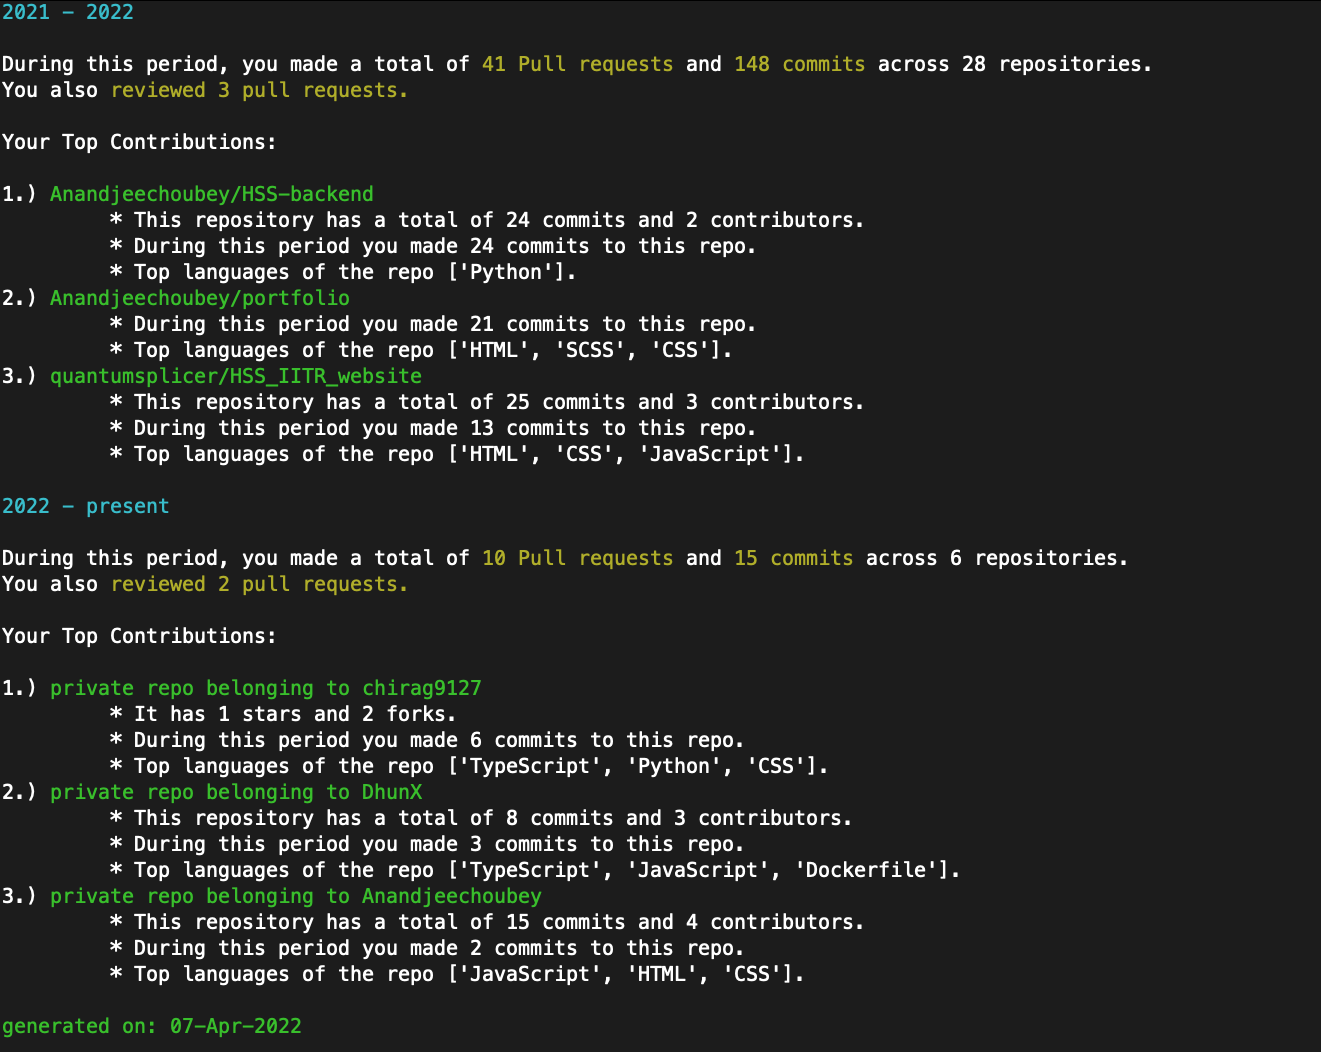 2021 - 2022
During this period, you made a total of 41 Pull requests and 148 commits across 28 repositories.
You also reviewed 3 pull requests.
Your Top Contributions:
1.) Anandjeechoubey/HSS-backend
* This repository has a total of 24 commits and 2 contributors.
* During this period you made 24 commits to this repo.
* Top languages of the repo ['Python'].
2.) Anandjeechoubey/portfolio
* During this period you made 21 commits to this repo.
* Top languages of the repo ['HTML', 'SCSS', 'CSS'].
3.) quantumsplicer/HSS_IITR_website
* This repository has a total of 25 commits and 3 contributors.
* During this period you made 13 commits to this repo.
* Top languages of the repo ['HTML', 'CSS', 'JavaScript'].
2022 - present
During this period, you made a total of 10 Pull requests and 15 commits across 6 repositories.
You also reviewed 2 pull requests.
Your Top Contributions:
1.) private repo belonging to chirag9127
* It has 1 stars and 2 forks.
* During this period you made 6 commits to this repo.
* Top languages of the repo ['TypeScript', 'Python', 'CSS'].
2.) private repo belonging to DhunX
* This repository has a total of 8 commits and 3 contributors.
* During this period you made 3 commits to this repo.
* Top languages of the repo ['TypeScript', 'JavaScript', 'Dockerfile'].
3.) private repo belonging to Anandjeechoubey
* This repository has a total of 15 commits and 4 contributors.
* During this period you made 2 commits to this repo.
* Top languages of the repo ['JavaScript', 'HTML', 'CSS'].
generated on: 07-Apr-2022